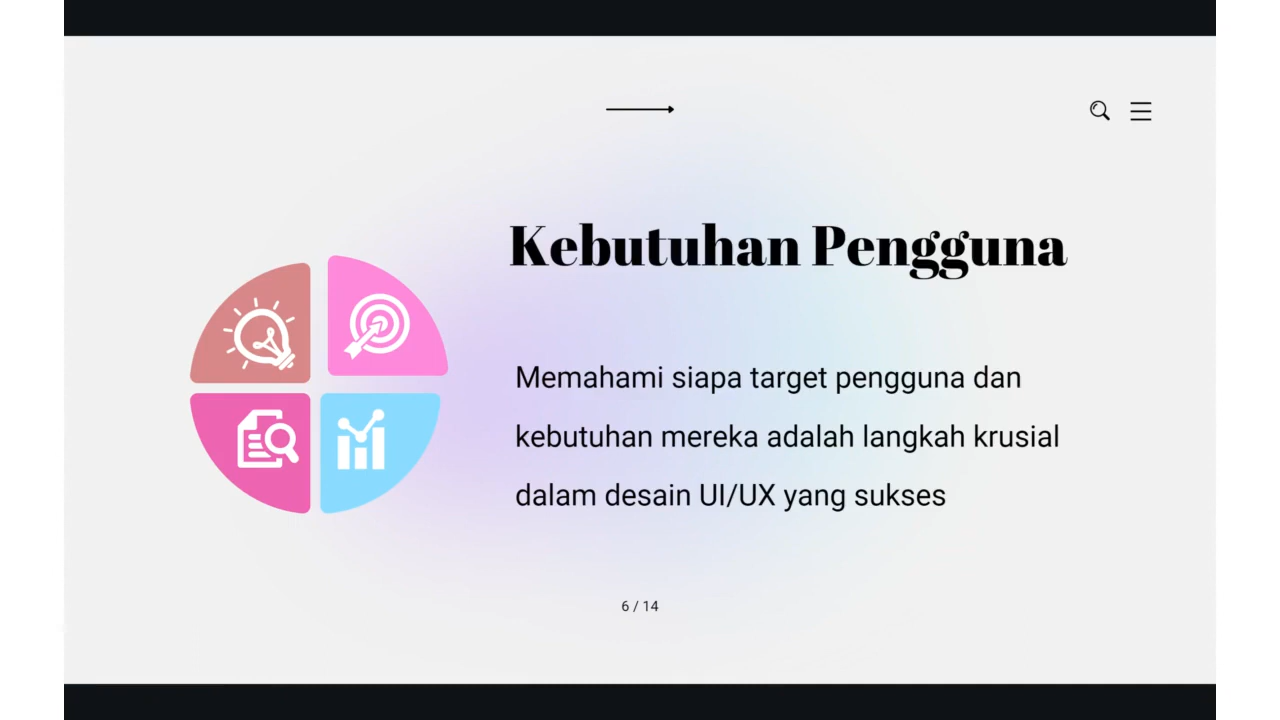 Kebutuhan Pengguna
Memahami siapa target pengguna dan
kebutuhan mereka adalah langkah krusial
dalam desain UI/UX yang sukses
6 / 14